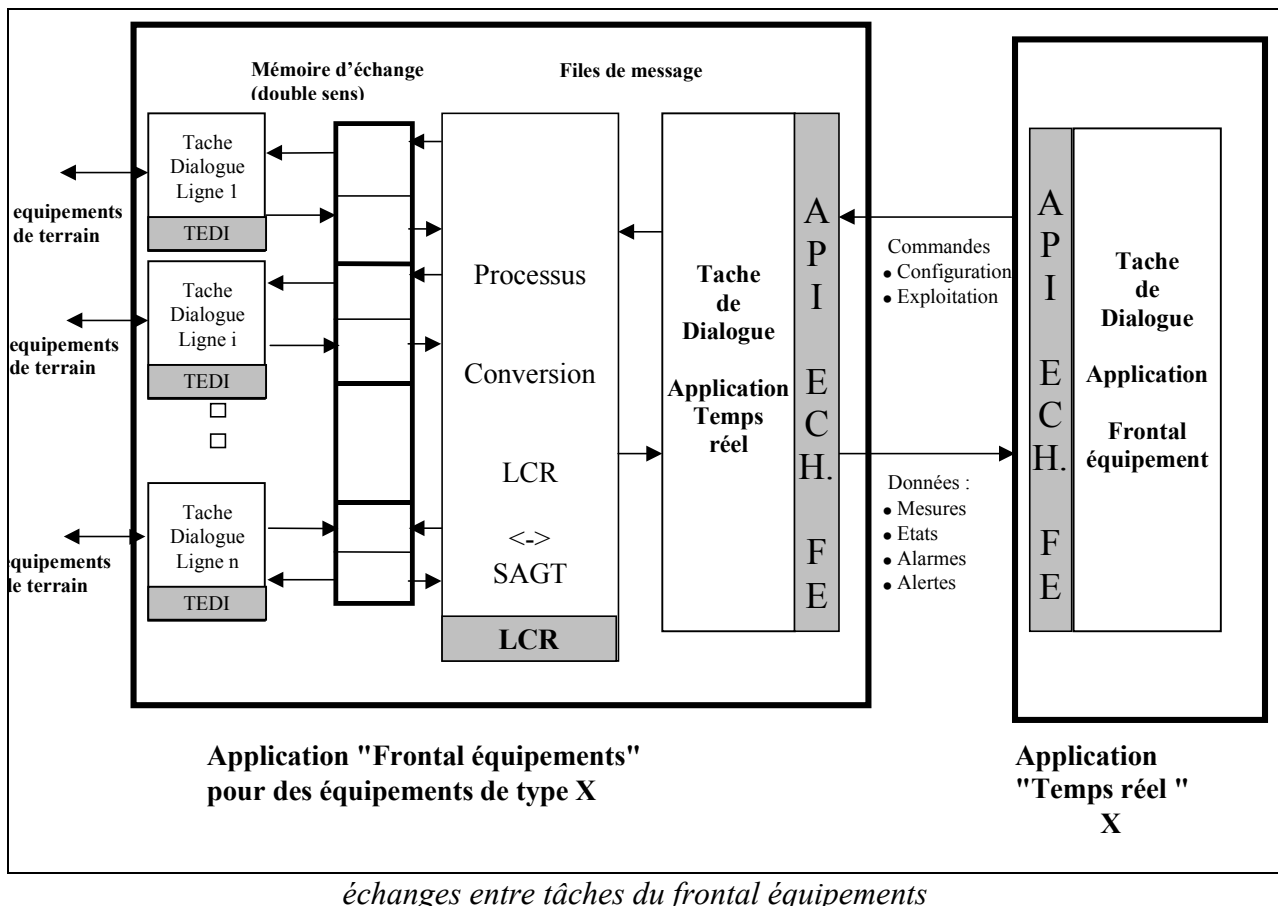 Mémoire d'échange
(double sens)
Files de message
Tache
Dialogue
Ligne 1
TEDI
equipements
de terrain
Tache
Dialogue
Ligne i
TEDI
equipements
de terrain
Tache
Dialogue
Ligne n
TEDI
equipements
de terrain
Processus
Conversion
LCR
<->
SAGT
LCR
Tache
de
Dialogue
Application
Temps
réel
A
P
I
E
C
H.
F
E
Commandes
• Configuration
• Exploitation
Données :
• Mesures
• Etats
• Alarmes
• Alertes
A
P
I
E
C
H.
F
E
Tache
de
Dialogue
Application
Frontal
équipement
Application "Frontal équipements"
pour des équipements de type X
Application
"Temps réel "
X
échanges entre tâches du frontal équipements